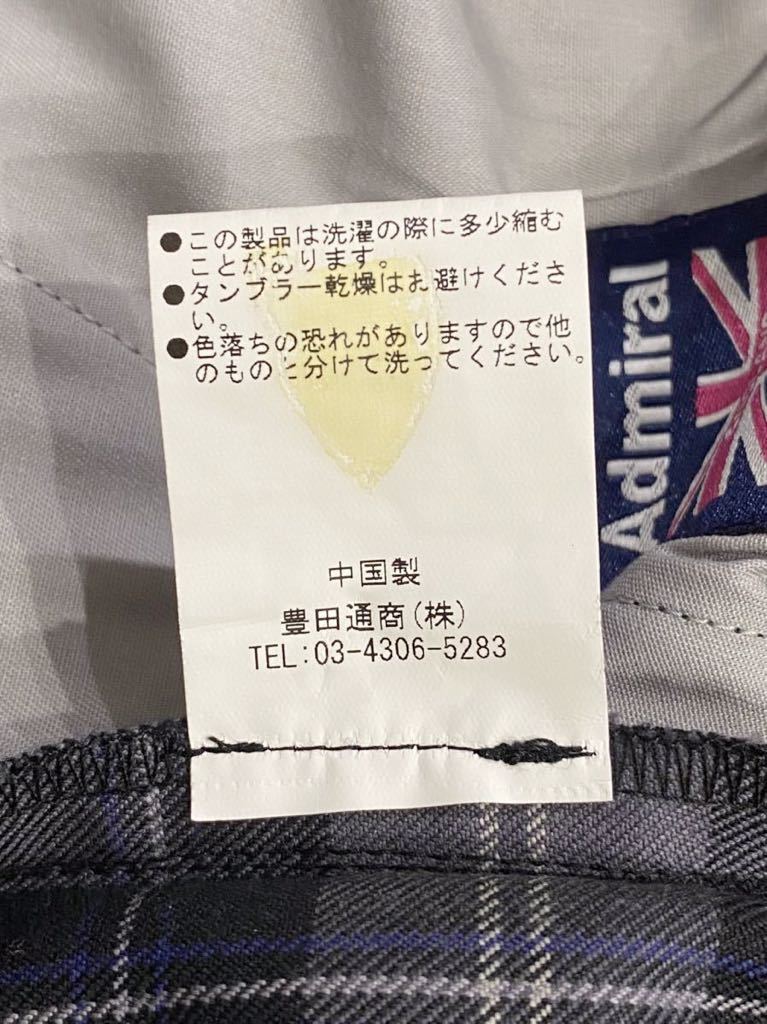 ●この製品は洗濯の際に多少縮む
ことがあります。
●タンブラー乾燥はお避けくださ
い。
●色落ちの恐れがありますので他
のものと分けて洗ってください。
中国製
豊田通商(株)
TEL:03-4306-5283
Admiral